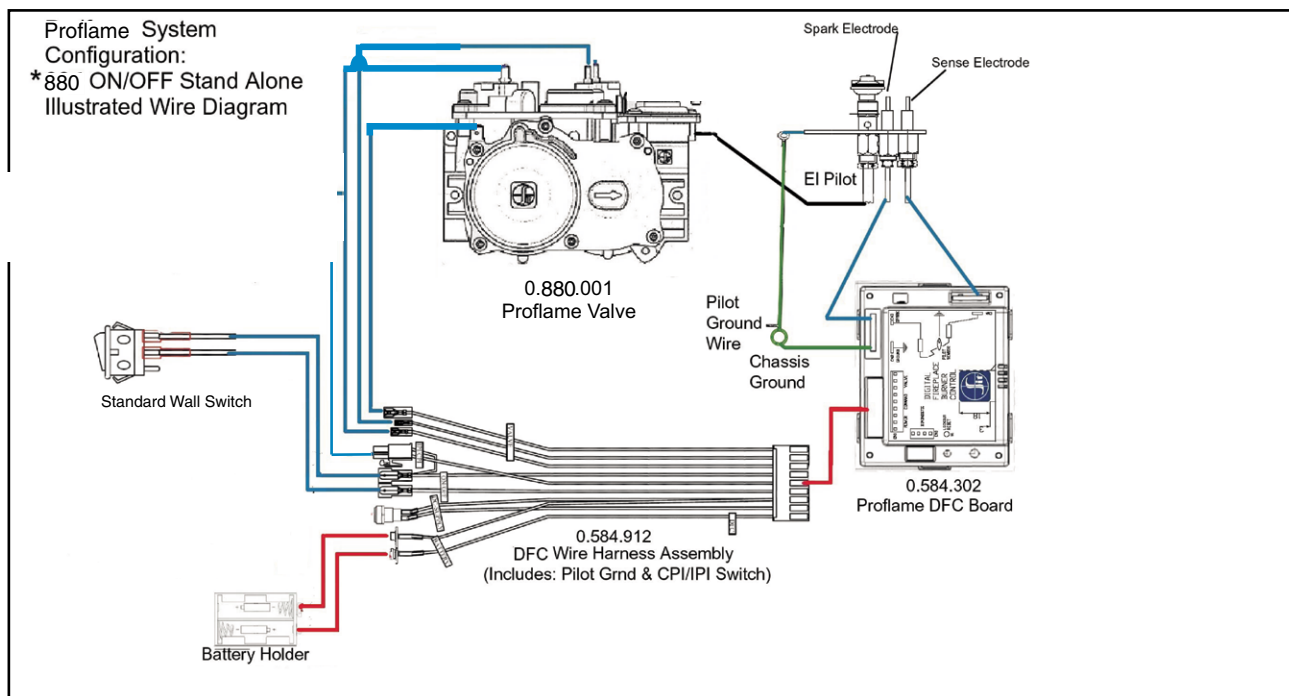 Proflame System
Configuration:
*880 ON/OFF Stand Alone
Illustrated Wire Diagram
Spark Electrode
Sense Electrode
EI Pilot
0.880.001
Proflame Valve
Pilot
Ground
Wire
Chassis
Ground
Standard Wall Switch
DIGITAL
FIREPLACE
BURNER
CONTROL
0.584.302
Proflame DFC Board
0.584.912
DFC Wire Harness Assembly
(Includes: Pilot Grnd & CPI/IPI Switch)
Battery Holder